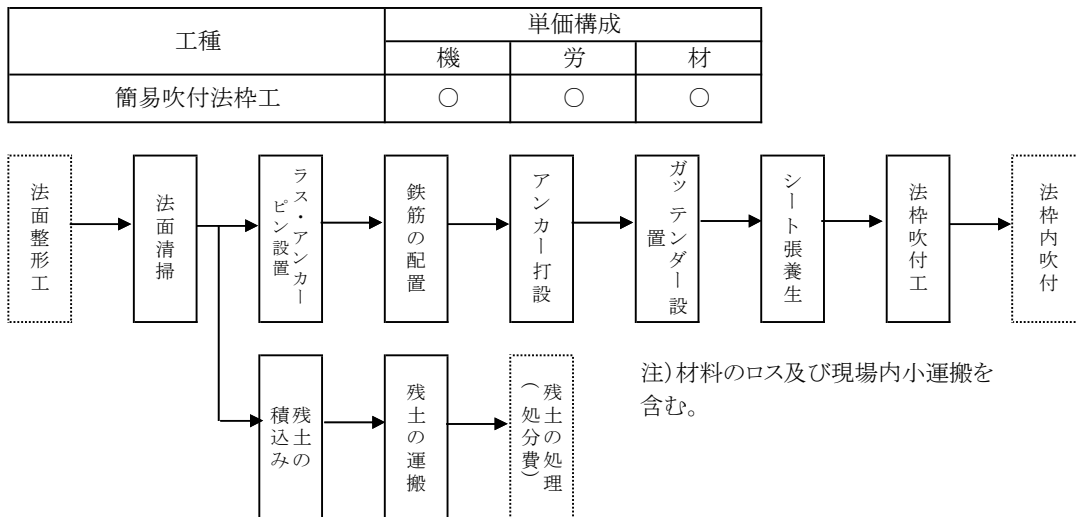 工種
単価構成
機
労
材
簡易吹付法枠工
○
○
○
法面整形工
法面清掃
ラス・アンカー
ピン設置
鉄筋の配置
アンカー打設
ガッテンダー設
置
シート張養生
法枠吹付工
法枠内吹付
残土の
積込み
残土の運搬
残土の処理
(処分費)
注)材料のロス及び現場内小運搬を
含む。